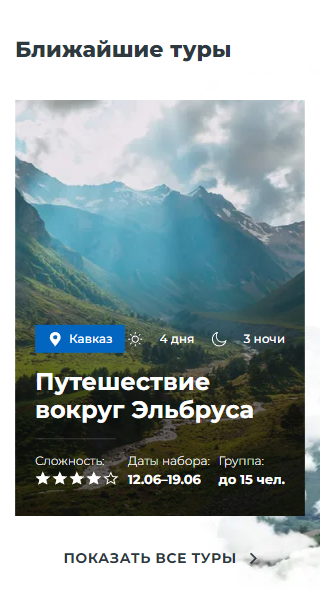 Ближайшие туры
Кавказ 4 дня 3 ночи
Путешествие
вокруг Эльбруса
Сложность: Даты набора: Группа:
12.06–19.06 до 15 чел.
ПОКАЗАТЬ ВСЕ ТУРЫ